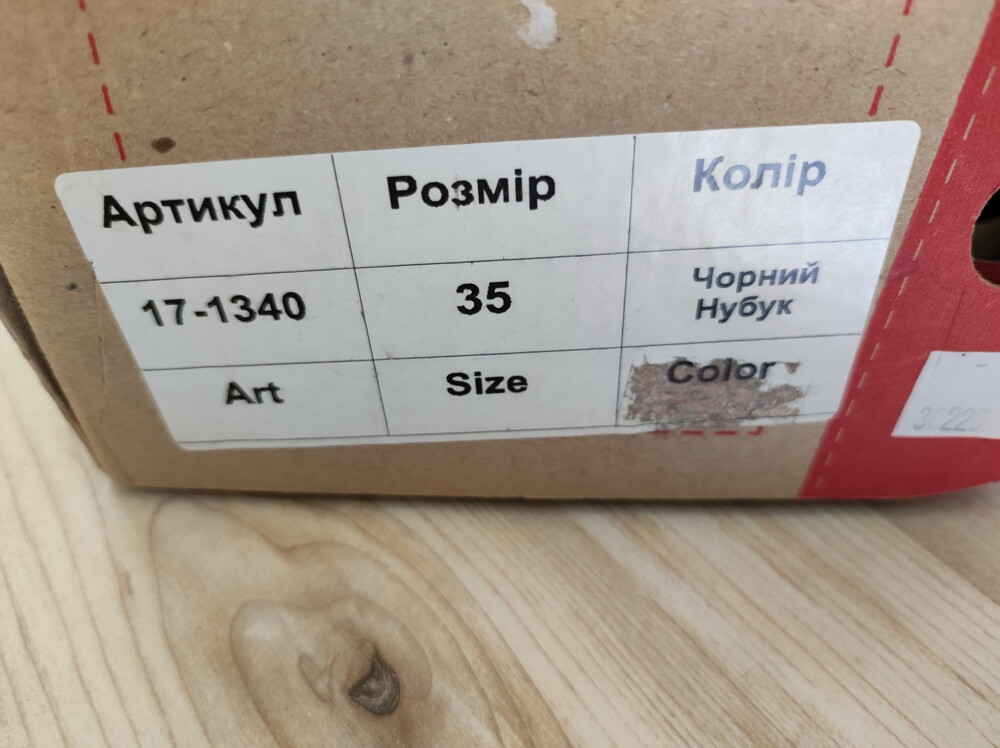 Артикул Розмір Колір
17-1340 35 Чорний
Нубук
Art Size Color